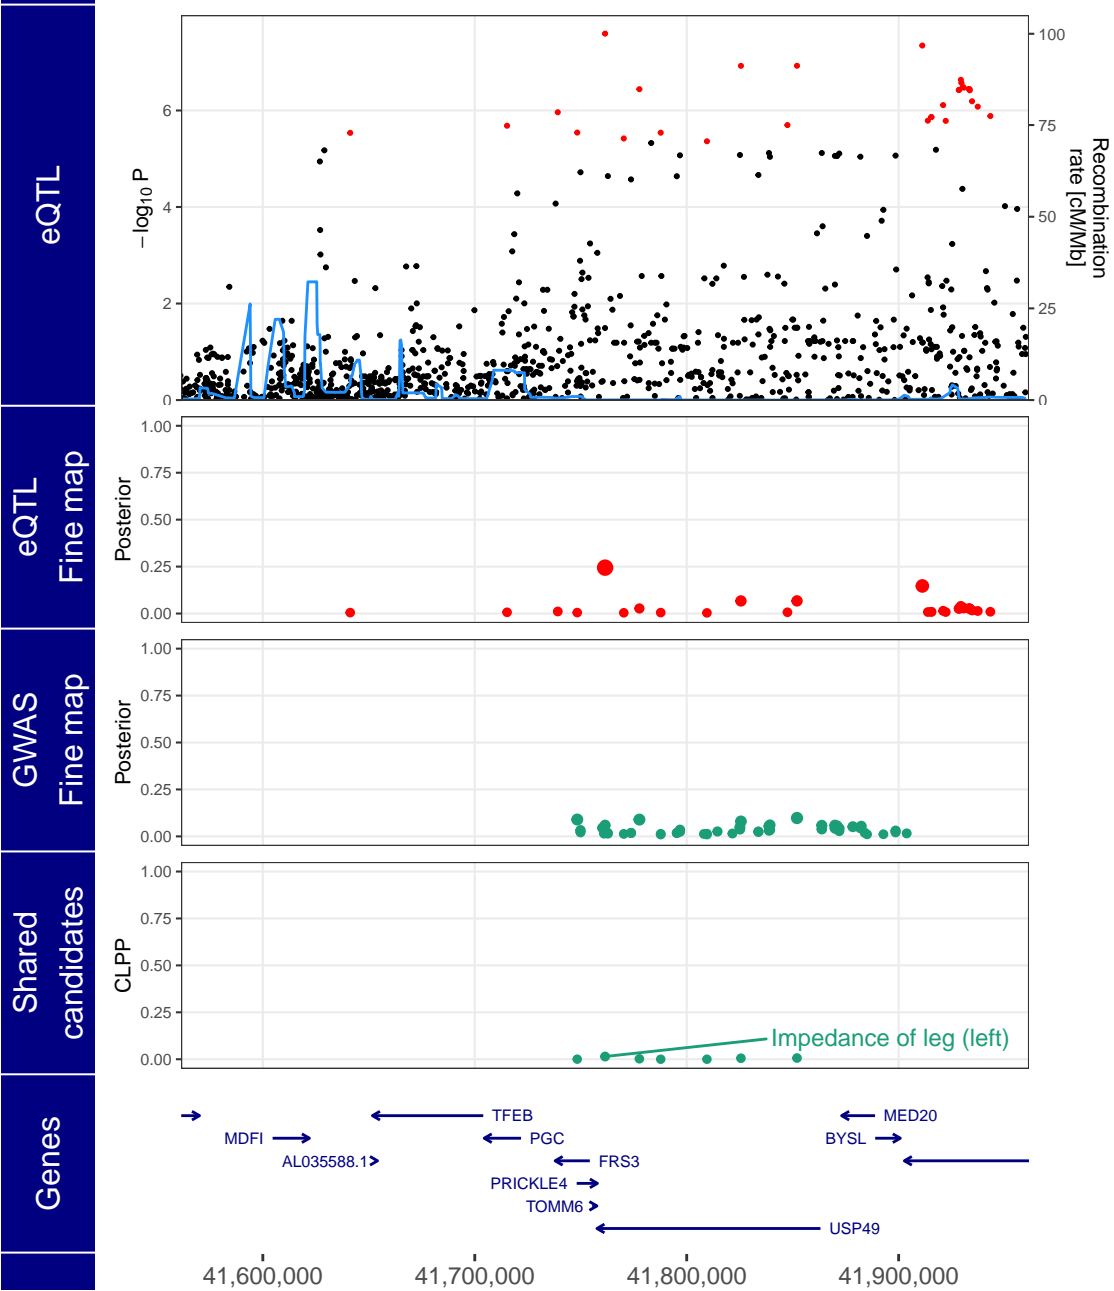 eQTL
−log10 P
6
4
2
0
100
75
50
25
0
Recombination
rate [cM/Mb]
eQTL
Fine map
Posterior
1.00
0.75
0.50
0.25
0.00
GWAS
Fine map
Posterior
1.00
0.75
0.50
0.25
0.00
Shared
candidates
CLPP
1.00
0.75
0.50
0.25
0.00
Impedance of leg (left)
Genes
TFEB
MED20
MDFI
PGC
BYSL
AL035588.1
FRS3
PRICKLE4
TOMM6
USP49
41,600,000
41,700,000
41,800,000
41,900,000